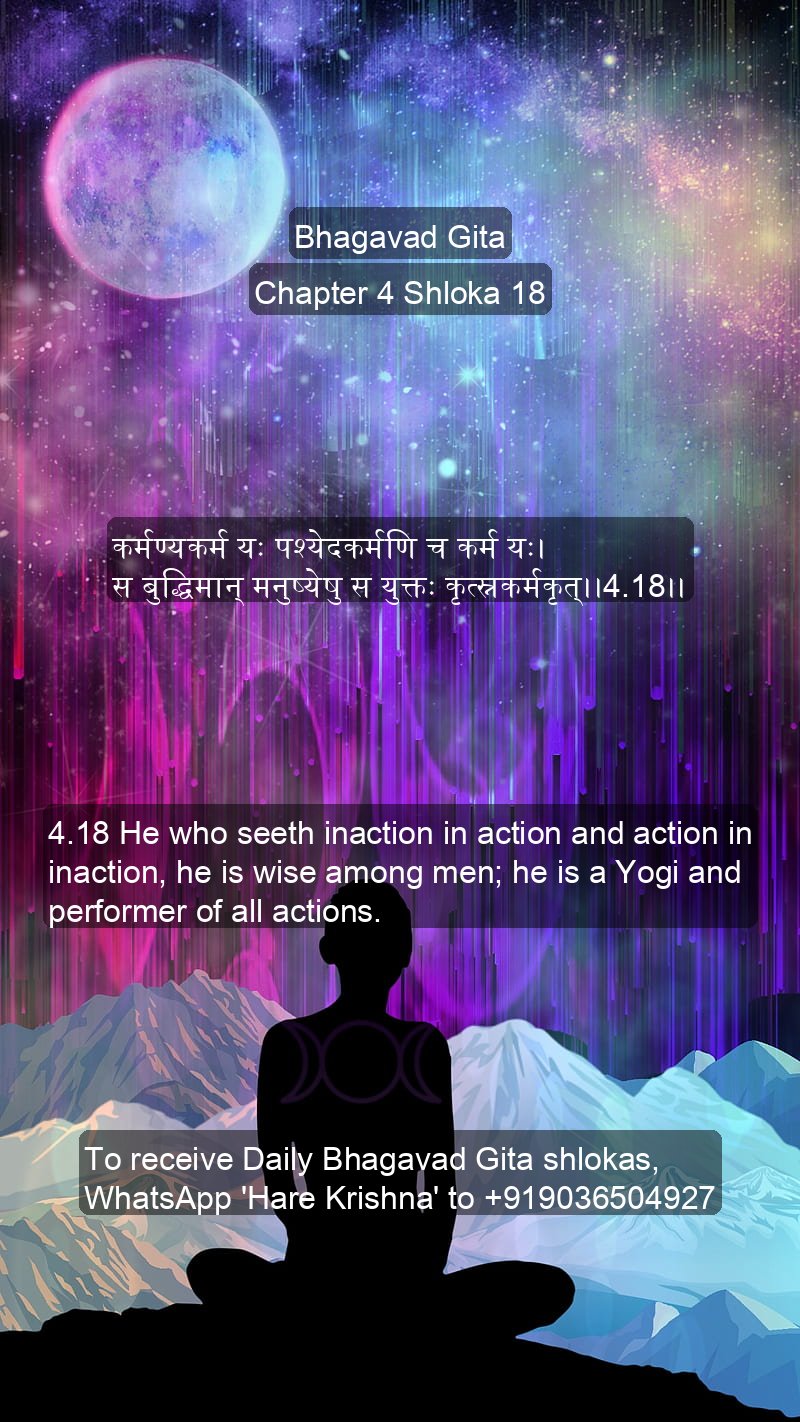 Bhagavad Gita
Chapter 4 Shloka 18
कर्मण्यकर्म यः पश्येदकर्मणि च कर्म यः।
स बुद्धिमान् मनुष्येषु स युक्तः कृत्स्नकर्मकृत्।।4.18।।
4.18 He who seeth inaction in action and action in
inaction, he is wise among men; he is a Yogi and
performer of all actions.
To receive Daily Bhagavad Gita shlokas,
WhatsApp 'Hare Krishna' to +919036504927